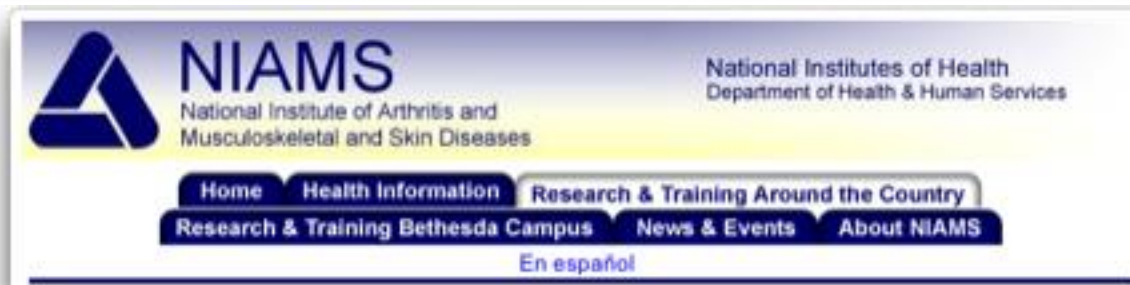 NIAMS
National Institute of Arthritis and
Musculoskeletal and Skin Diseases
National Institutes of Health
Department of Health & Human Services
Home Health Information Research & Training Around the Country
Research & Training Bethesda Campus News & Events About NIAMS
En español